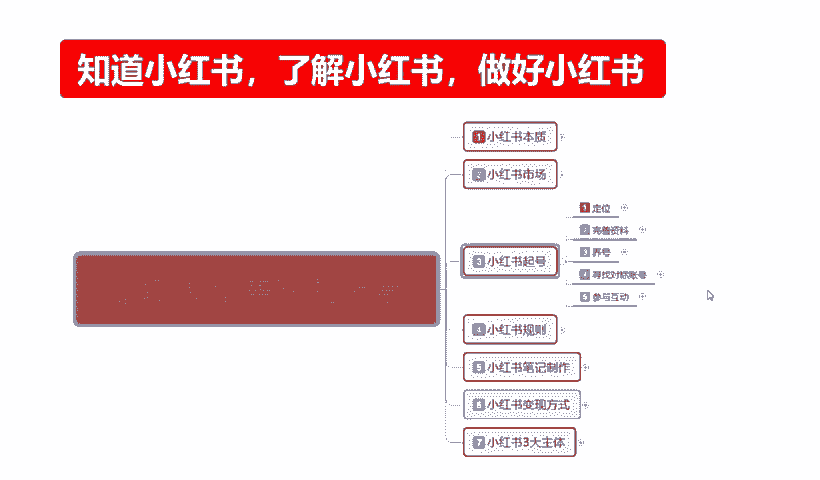 知道小红书，了解小红书，做好小红书
1 小红书本质
2 小红书市场
3 小红书起号
1 定位
2 完善资料
3 养号
4 寻找对标账号
5 参与互动
4 小红书规则
5 小红书笔记制作
6 小红书变现方式
7 小红书3大主体